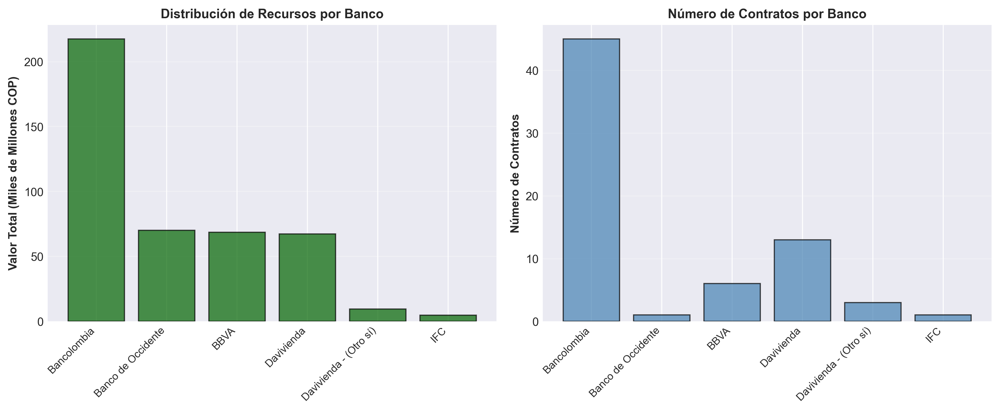 Distribución de Recursos por Banco
Valor Total (Miles de Millones COP)
200
150
100
50
0
Bancolombia
Banco de Occidente
BBVA
Davivienda
Davivienda - (Otro sí)
IFC
Número de Contratos por Banco
Número de Contratos
40
30
20
10
0
Bancolombia
Banco de Occidente
BBVA
Davivienda
Davivienda - (Otro sí)
IFC